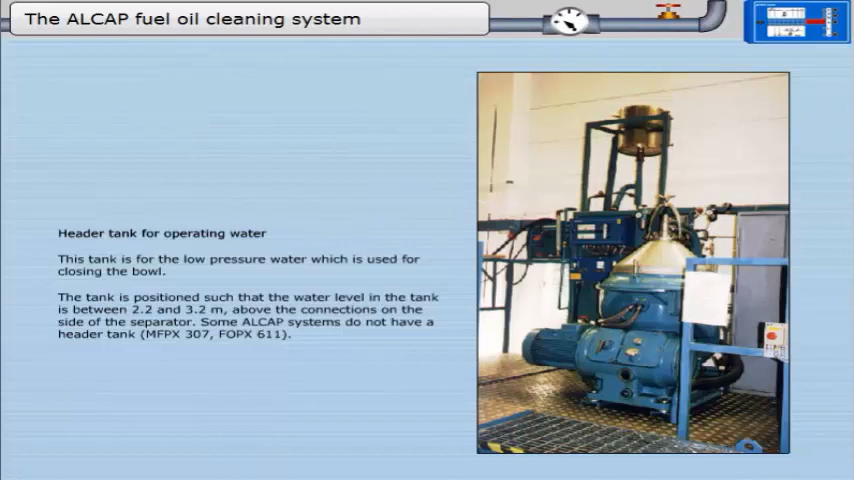 The ALCAP fuel oil cleaning system
Header tank for operating water
This tank is for the low pressure water which is used for
closing the bowl.
The tank is positioned such that the water level in the tank
is between 2.2 and 3.2 m, above the connections on the
side of the separator. Some ALCAP systems do not have a
header tank (MFPX 307, FOPX 611).